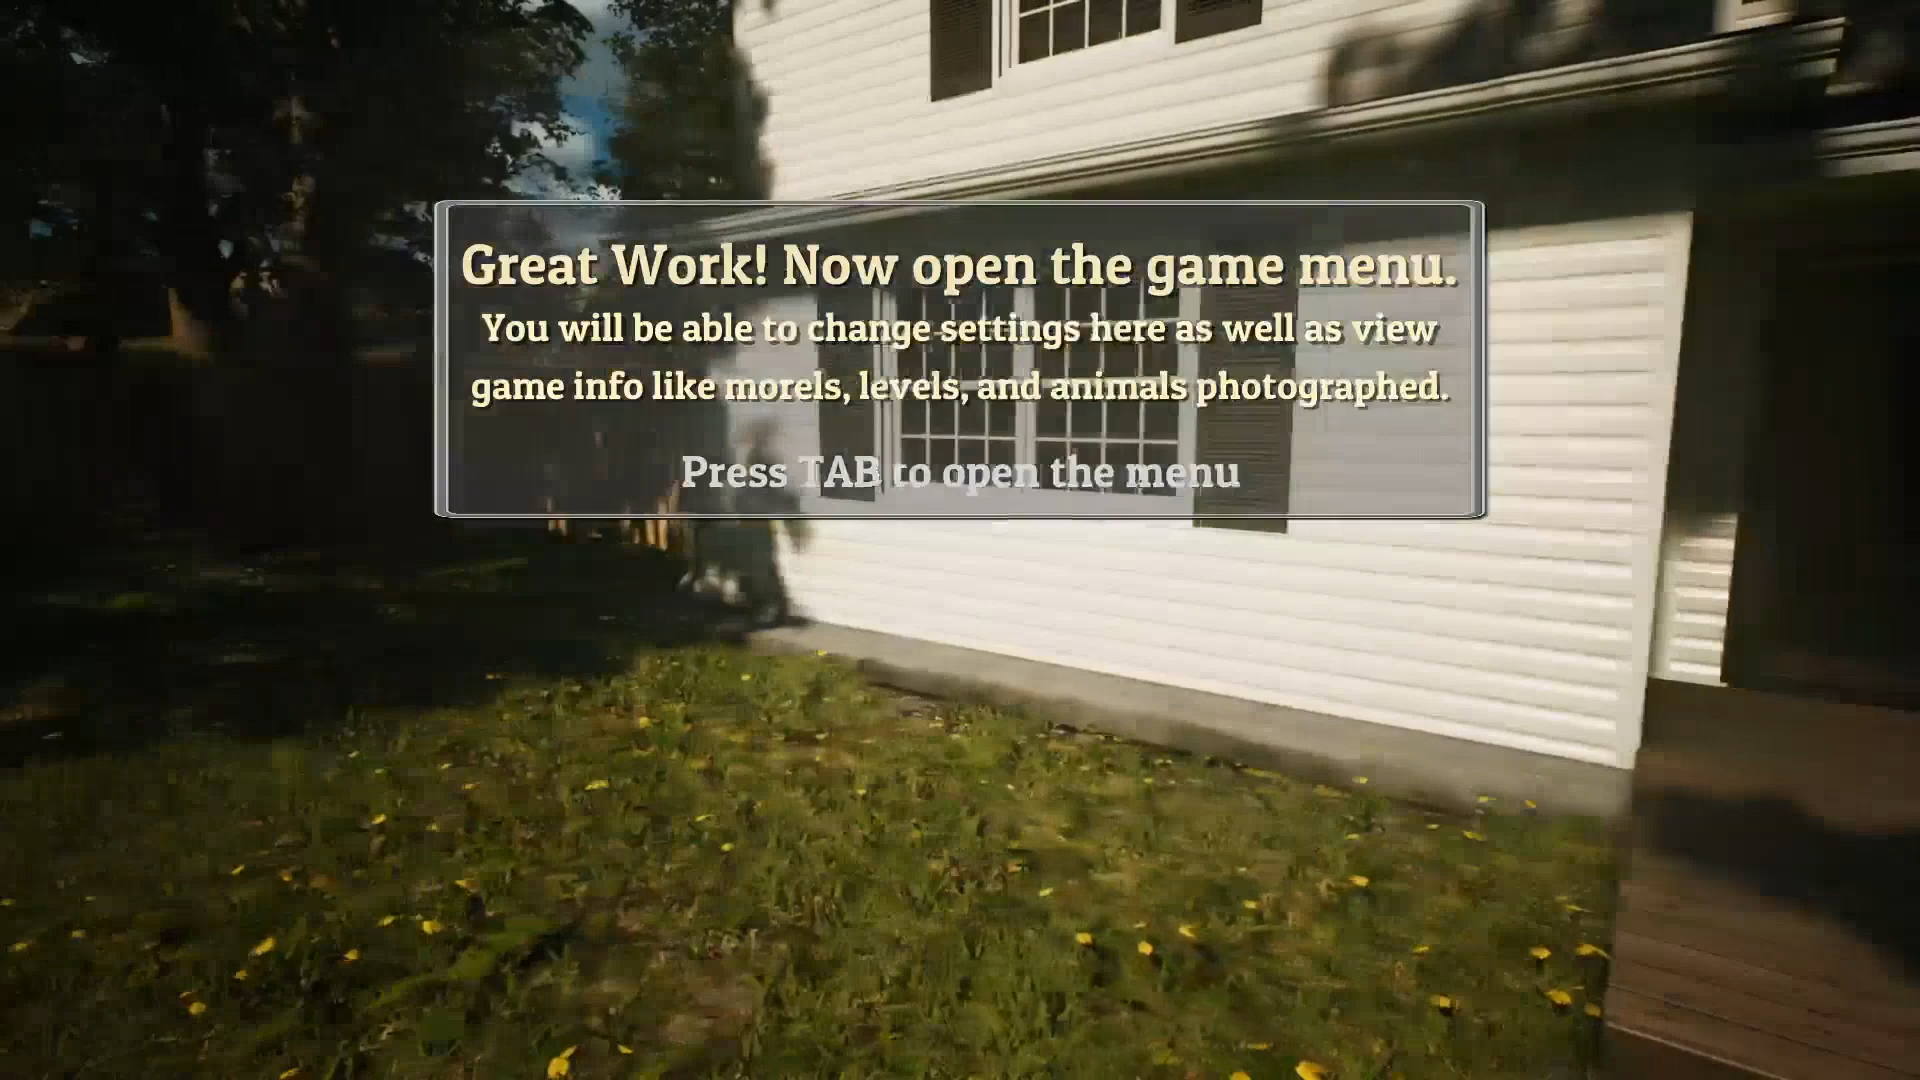 Great Work! Now open the game menu.
You will be able to change settings here as well as view
game info like morels, levels, and animals photographed.
Press TAB to open the menu